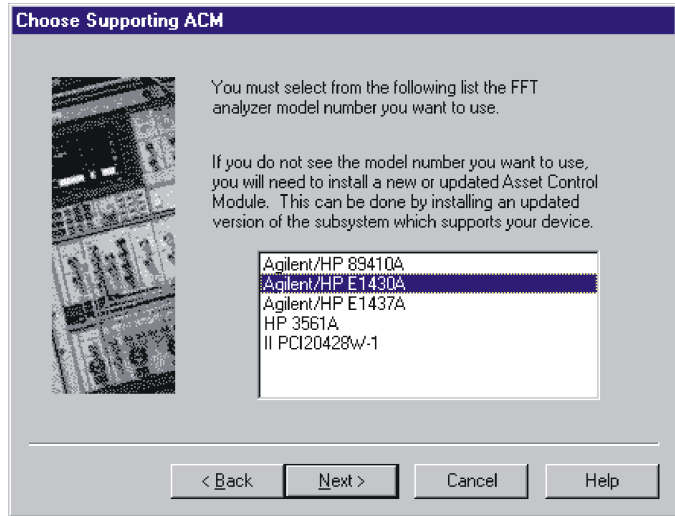 Choose Supporting ACM
You must select from the following list the FFT
analyzer model number you want to use.
If you do not see the model number you want to use,
you will need to install a new or updated Asset Control
Module.  This can be done by installing an updated
version of the subsystem which supports your device.
Agilent/HP 89410A
Agilent/HP E1430A
Agilent/HP E1437A
HP 3561A
II PCI20428W-1
< Back
Next >
Cancel
Help